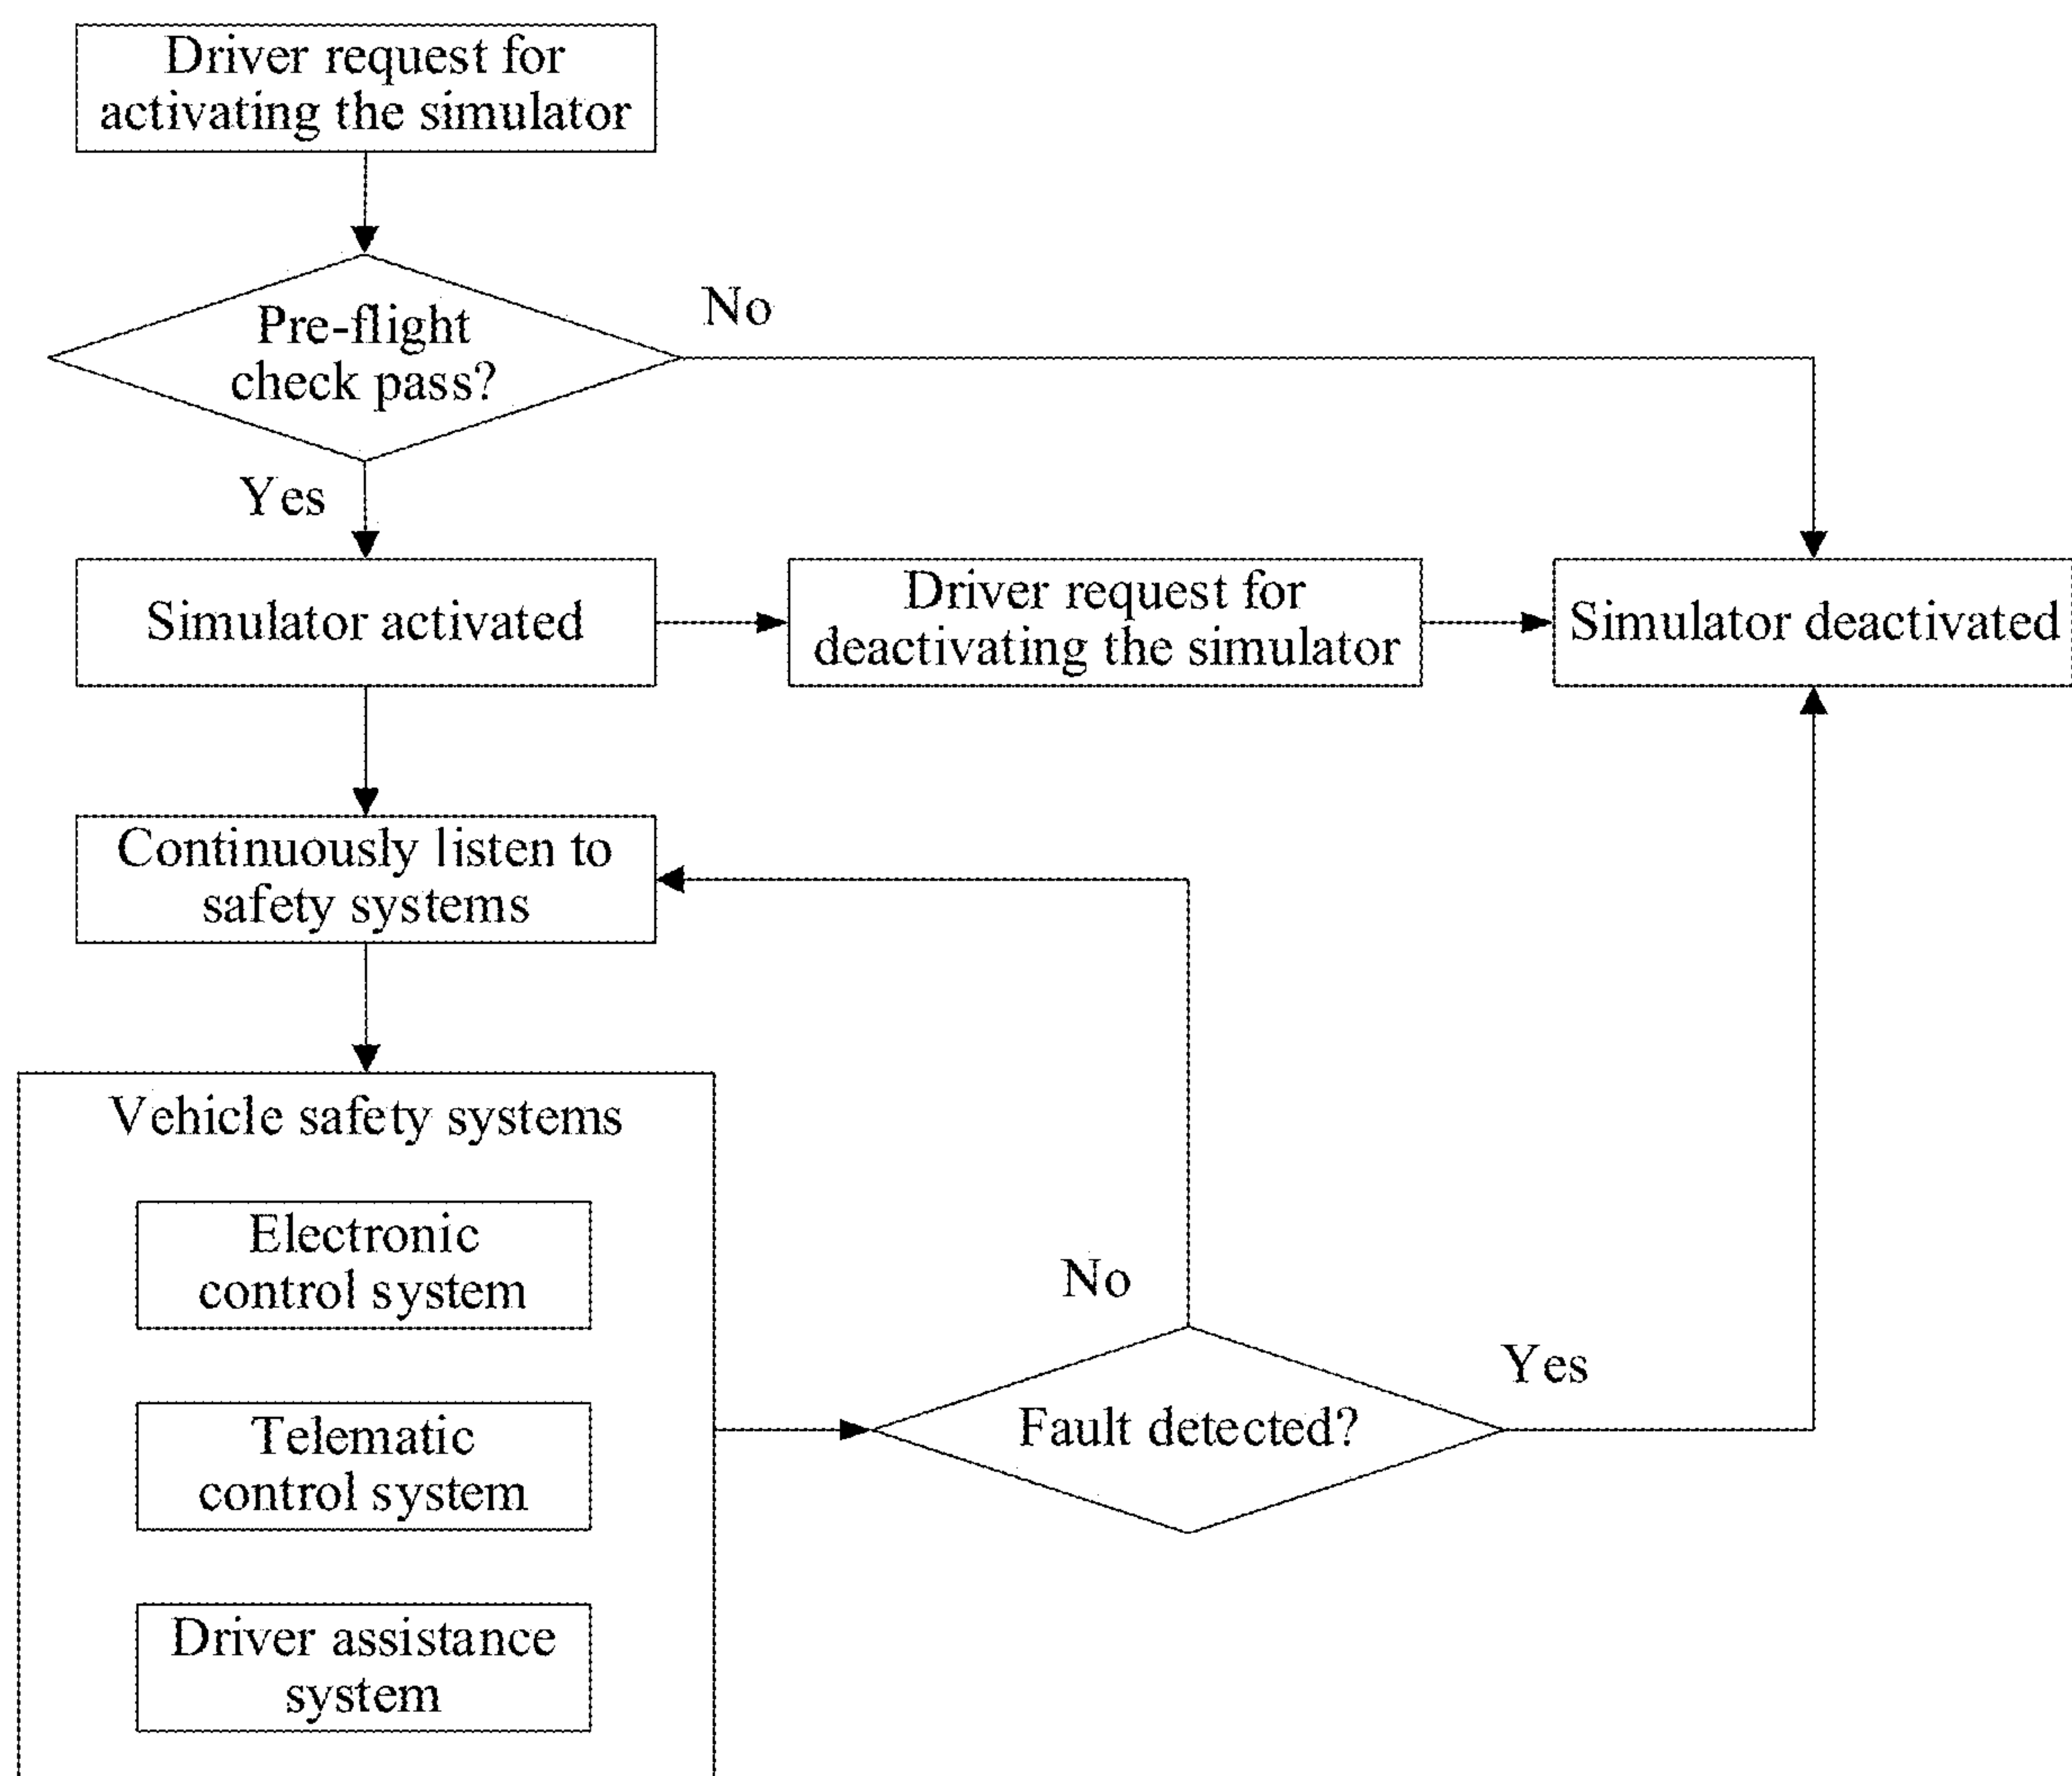 Driver request for
activating the simulator
Pre-flight
check pass?
No
Yes
Simulator activated
Driver request for
deactivating the simulator
Simulator deactivated
Continuously listen to
safety systems
Vehicle safety systems
Electronic
control system
Telematic
control system
Driver assistance
system
No
Yes
Fault detected?